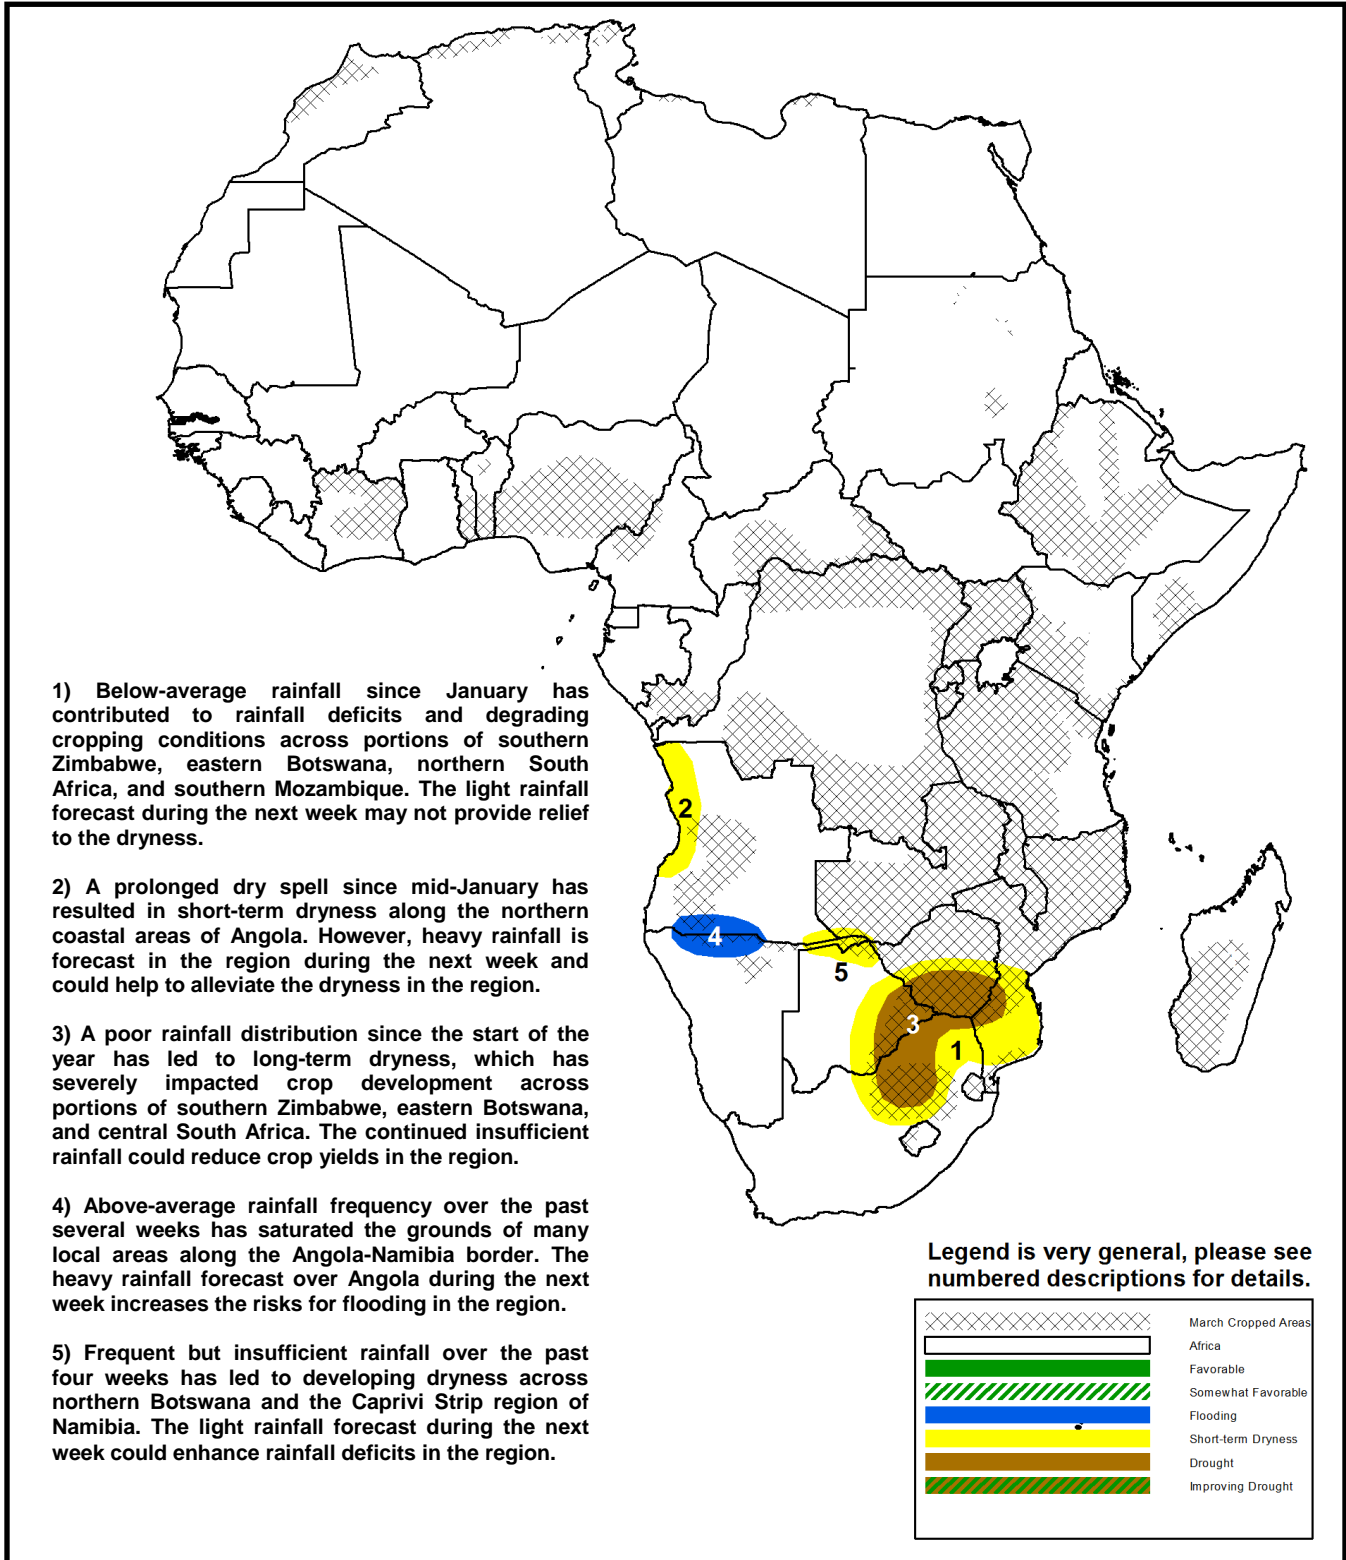 1) Below-average rainfall since January has
contributed to rainfall deficits and degrading
cropping conditions across portions of southern
Zimbabwe, eastern Botswana, northern South
Africa, and southern Mozambique. The light rainfall
forecast during the next week may not provide relief
to the dryness.
2) A prolonged dry spell since mid-January has
resulted in short-term dryness along the northern
coastal areas of Angola. However, heavy rainfall is
forecast in the region during the next week and
could help to alleviate the dryness in the region.
3) A poor rainfall distribution since the start of the
year has led to long-term dryness, which has
severely impacted crop development across
portions of southern Zimbabwe, eastern Botswana,
and central South Africa. The continued insufficient
rainfall could reduce crop yields in the region.
4) Above-average rainfall frequency over the past
several weeks has saturated the grounds of many
local areas along the Angola-Namibia border. The
heavy rainfall forecast over Angola during the next
week increases the risks for flooding in the region.
5) Frequent but insufficient rainfall over the past
four weeks has led to developing dryness across
northern Botswana and the Caprivi Strip region of
Namibia. The light rainfall forecast during the next
week could enhance rainfall deficits in the region.
2
4
5
3
1
Legend is very general, please see
numbered descriptions for details.
March Cropped Areas
Africa
Favorable
Somewhat Favorable
Flooding
Short-term Dryness
Drought
Improving Drought